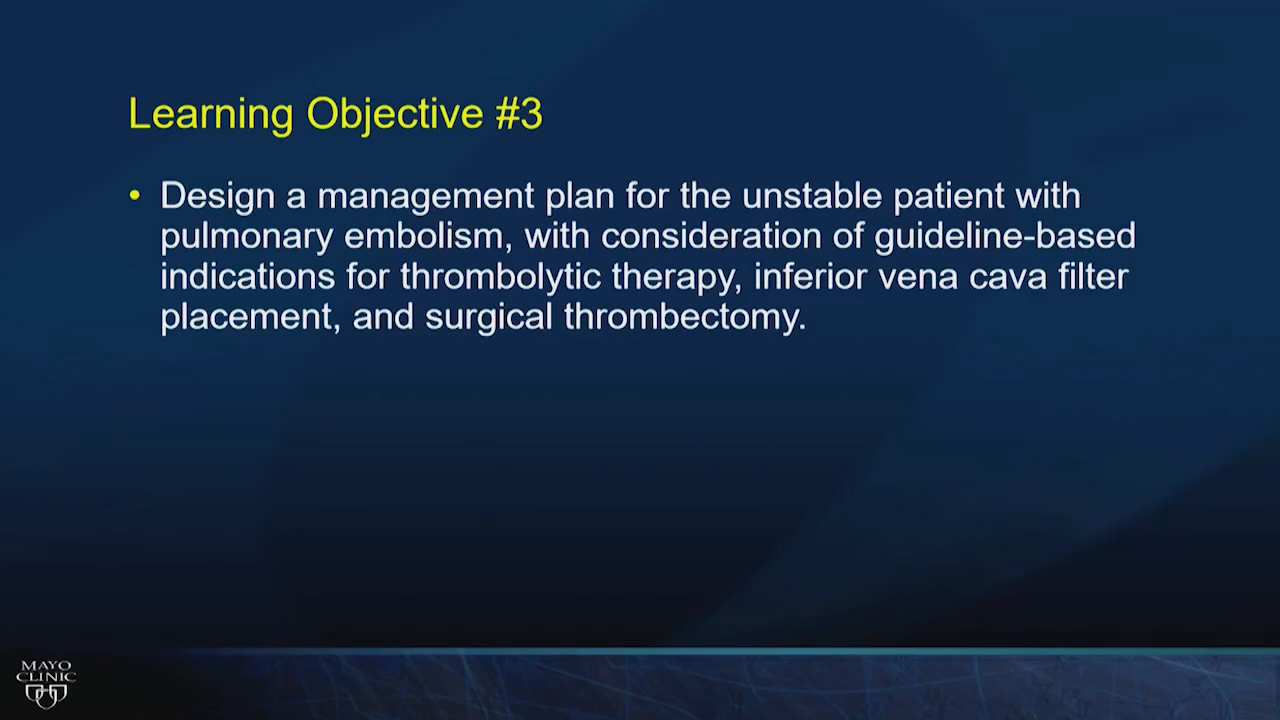 Learning Objective #3
• Design a management plan for the unstable patient with
pulmonary embolism, with consideration of guideline-based
indications for thrombolytic therapy, inferior vena cava filter
placement, and surgical thrombectomy.
MAYO
CLINIC